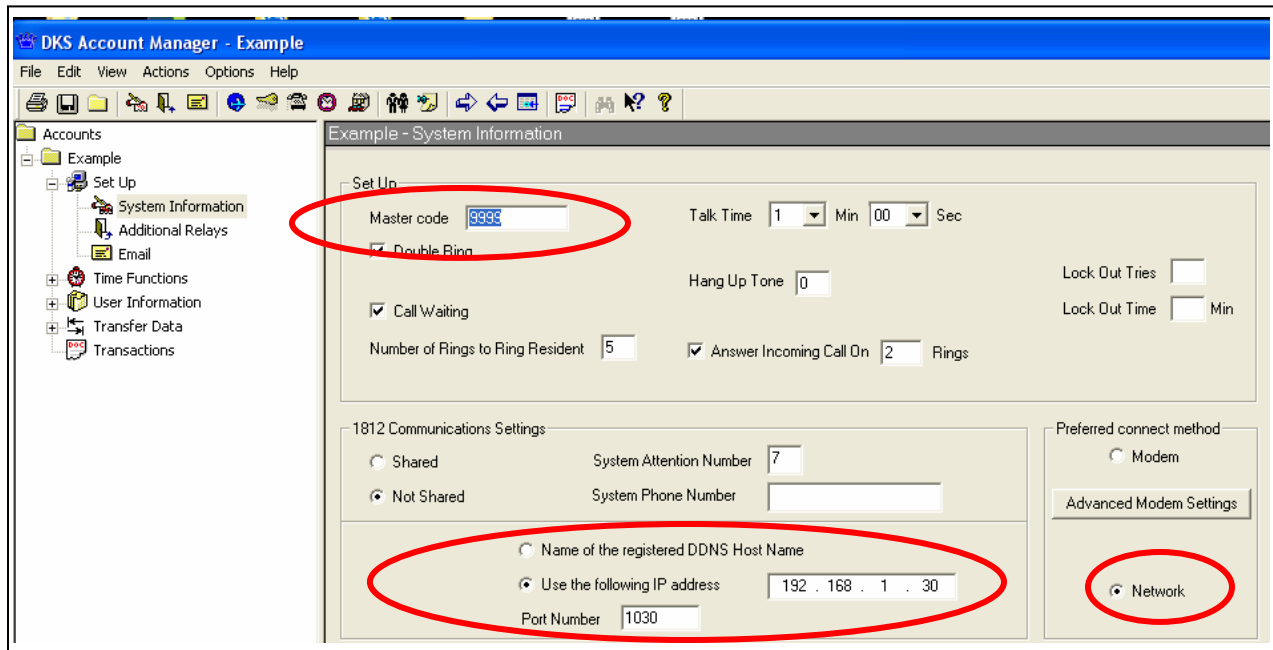 DKS Account Manager - Example
File Edit View Actions Options Help
Accounts
Example
Set Up
System Information
Additional Relays
Email
Time Functions
User Information
Transfer Data
DOC
Transactions
DOC
Example - System Information
Set Up
Master code 9999
Talk Time 1 Min 00 Sec
Double Ring
Hang Up Tone 0
Lock Out Tries
Call Waiting
Lock Out Time Min
Number of Rings to Ring Resident 5
Answer Incoming Call On 2 Rings
1812 Communications Settings
Shared
System Attention Number 7
Not Shared
System Phone Number
Name of the registered DDNS Host Name
Use the following IP address 192 . 168 . 1 . 30
Port Number 1030
Preferred connect method
Modem
Advanced Modem Settings
Network